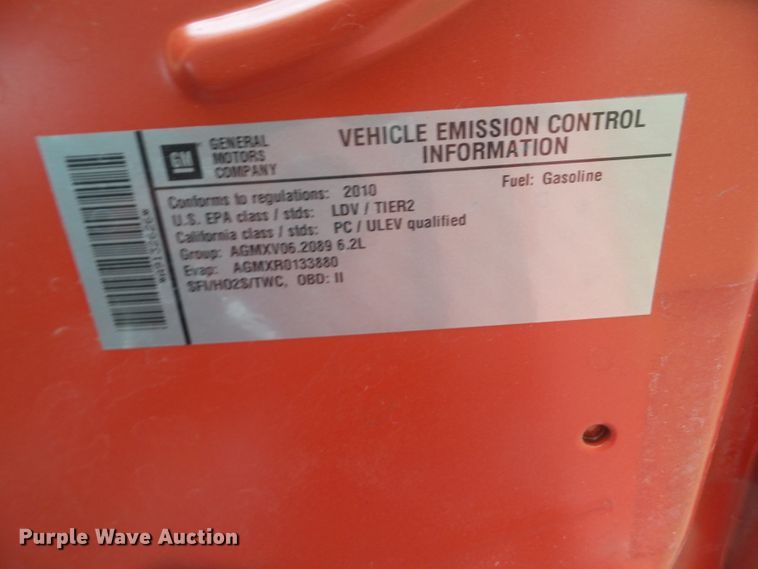 GM
GENERAL
MOTORS
COMPANY
VEHICLE EMISSION CONTROL
INFORMATION
Conforms to regulations: 2010
Fuel: Gasoline
U.S. EPA class / stds: LDV / TIER2
California class / stds: PC / ULEV qualified
Group: AGMXV06.2089 6.2L
Evap: AGMXR0133880
SFI/HO2S/TWC, OBD: II
Purple Wave Auction